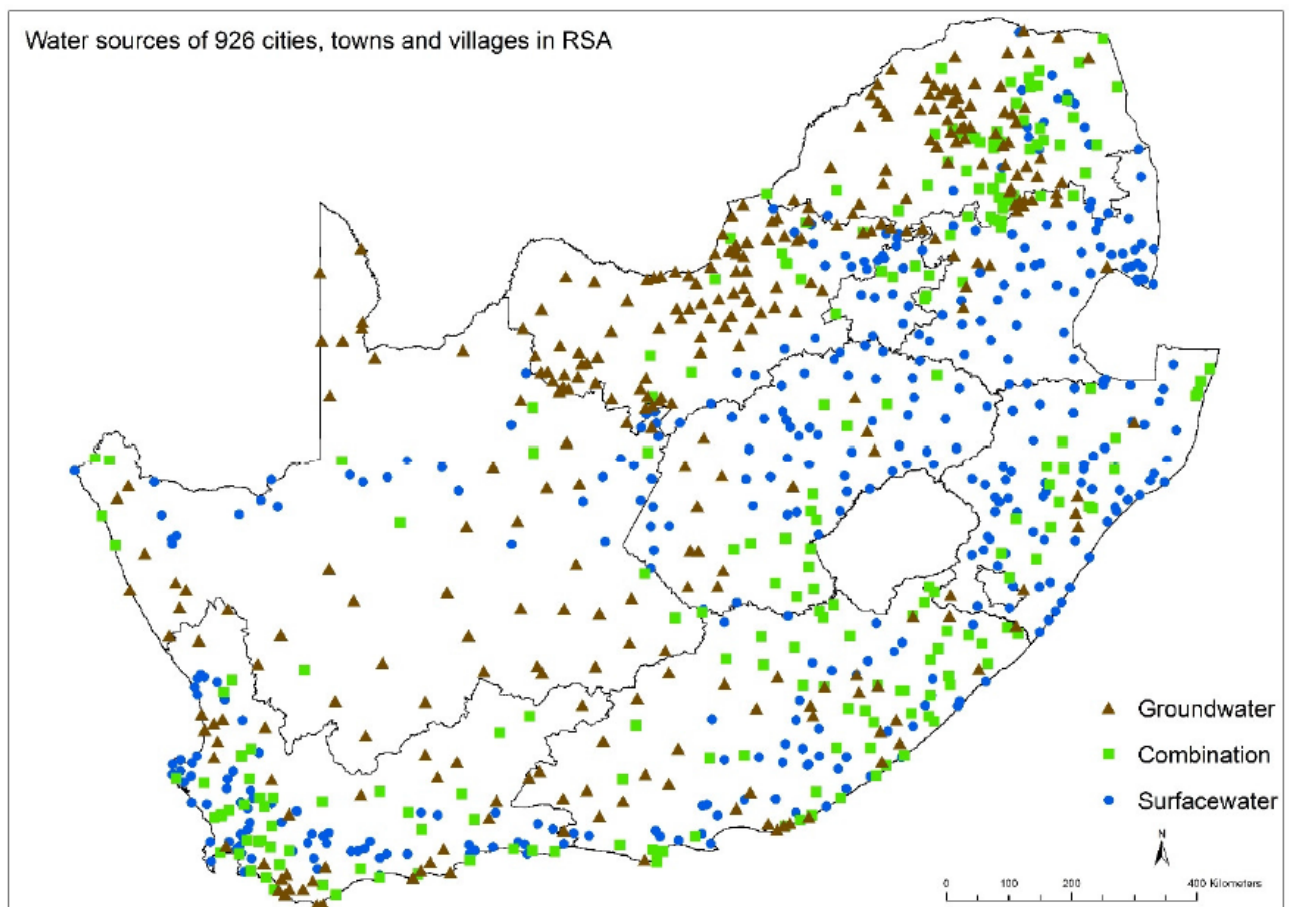 Water sources of 926 cities, towns and villages in RSA
Groundwater
Combination
Surfacewater
N
0 100 200 400 Kilometers